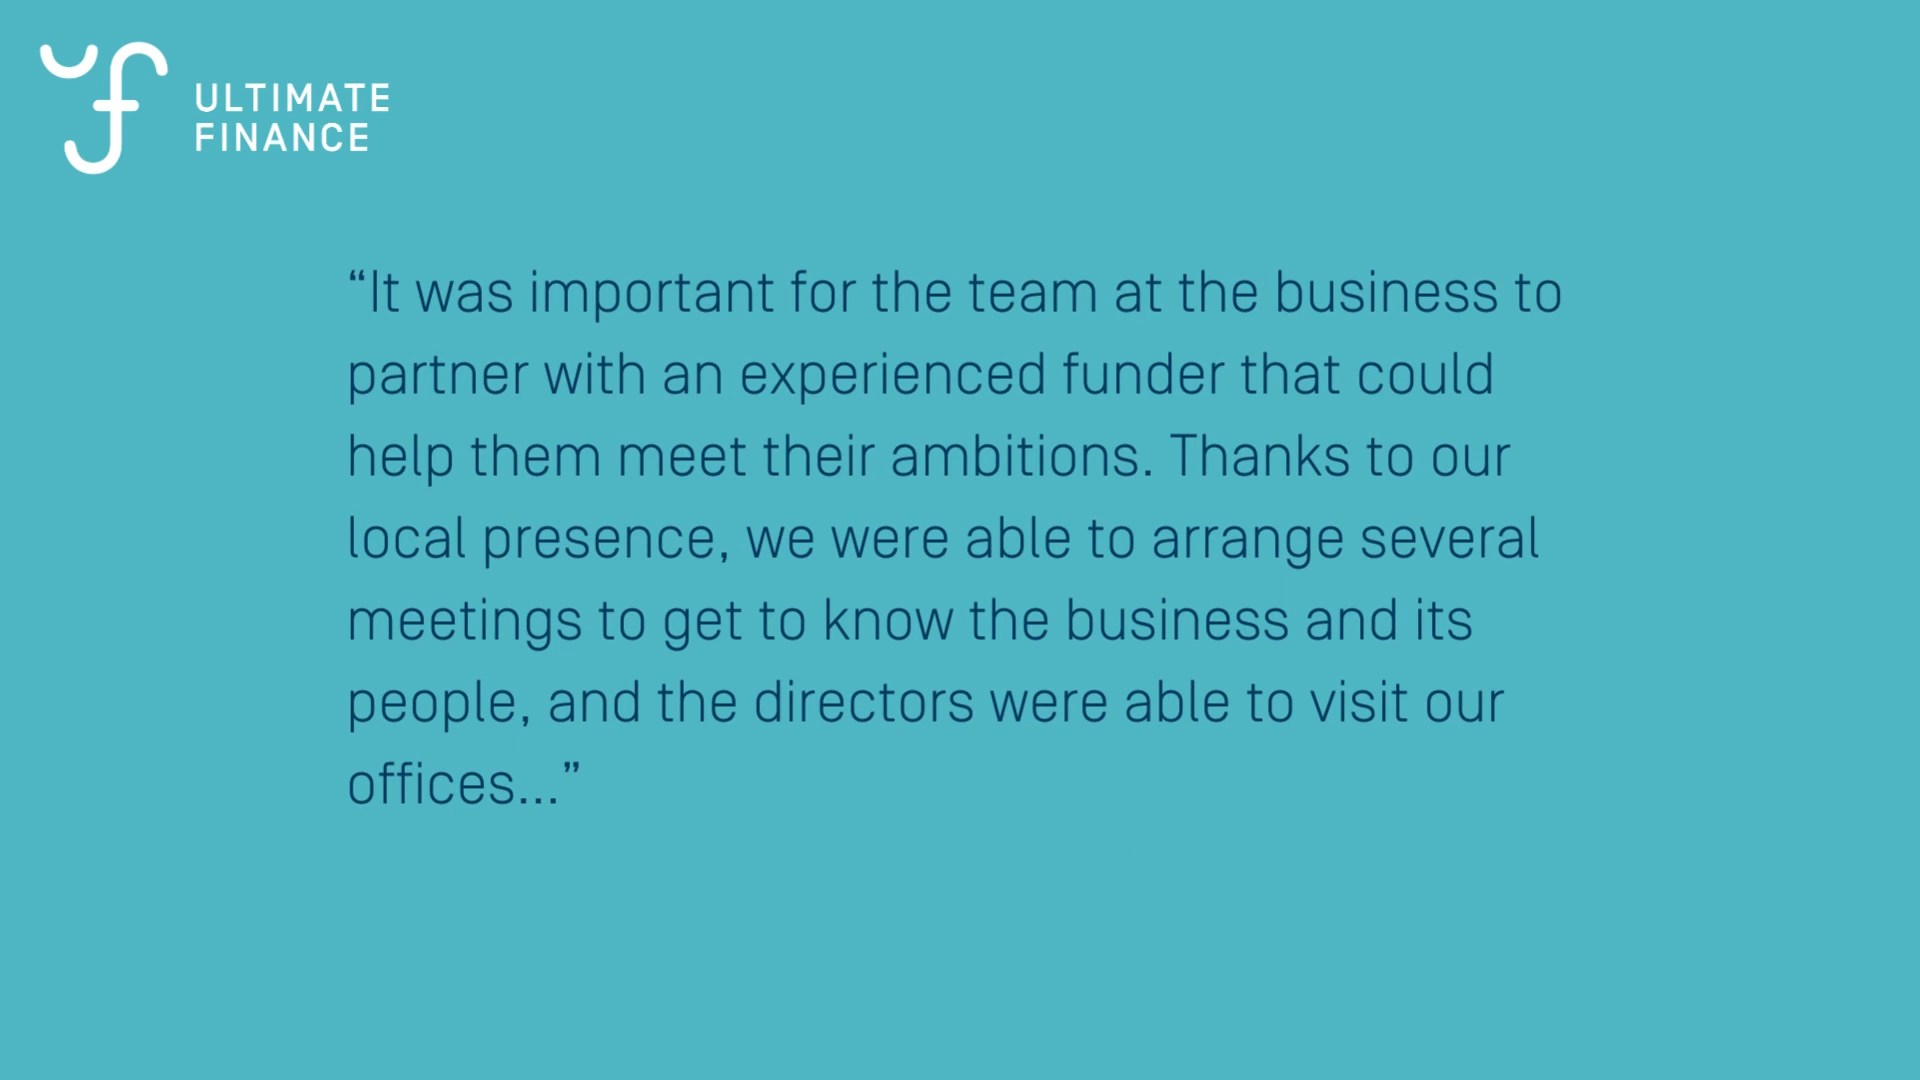 ULTIMATE
FINANCE
“It was important for the team at the business to
partner with an experienced funder that could
help them meet their ambitions. Thanks to our
local presence, we were able to arrange several
meetings to get to know the business and its
people, and the directors were able to visit our
offices...”